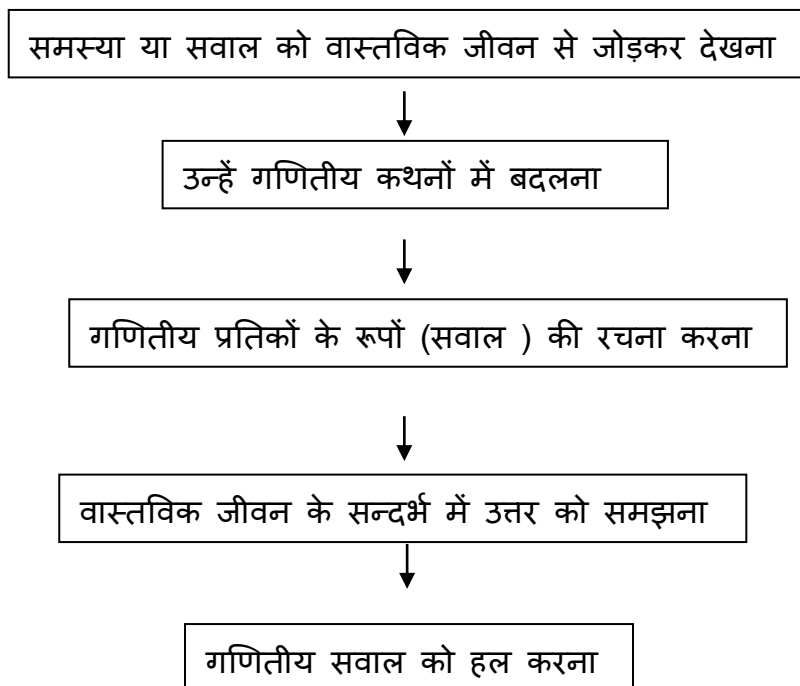 समस्या या सवाल को वास्तविक जीवन से जोड़कर देखना
उन्हें गणितीय कथनों में बदलना
गणितीय प्रतिकों के रूपों (सवाल ) की रचना करना
वास्तविक जीवन के सन्दर्भ में उत्तर को समझना
गणितीय सवाल को हल करना